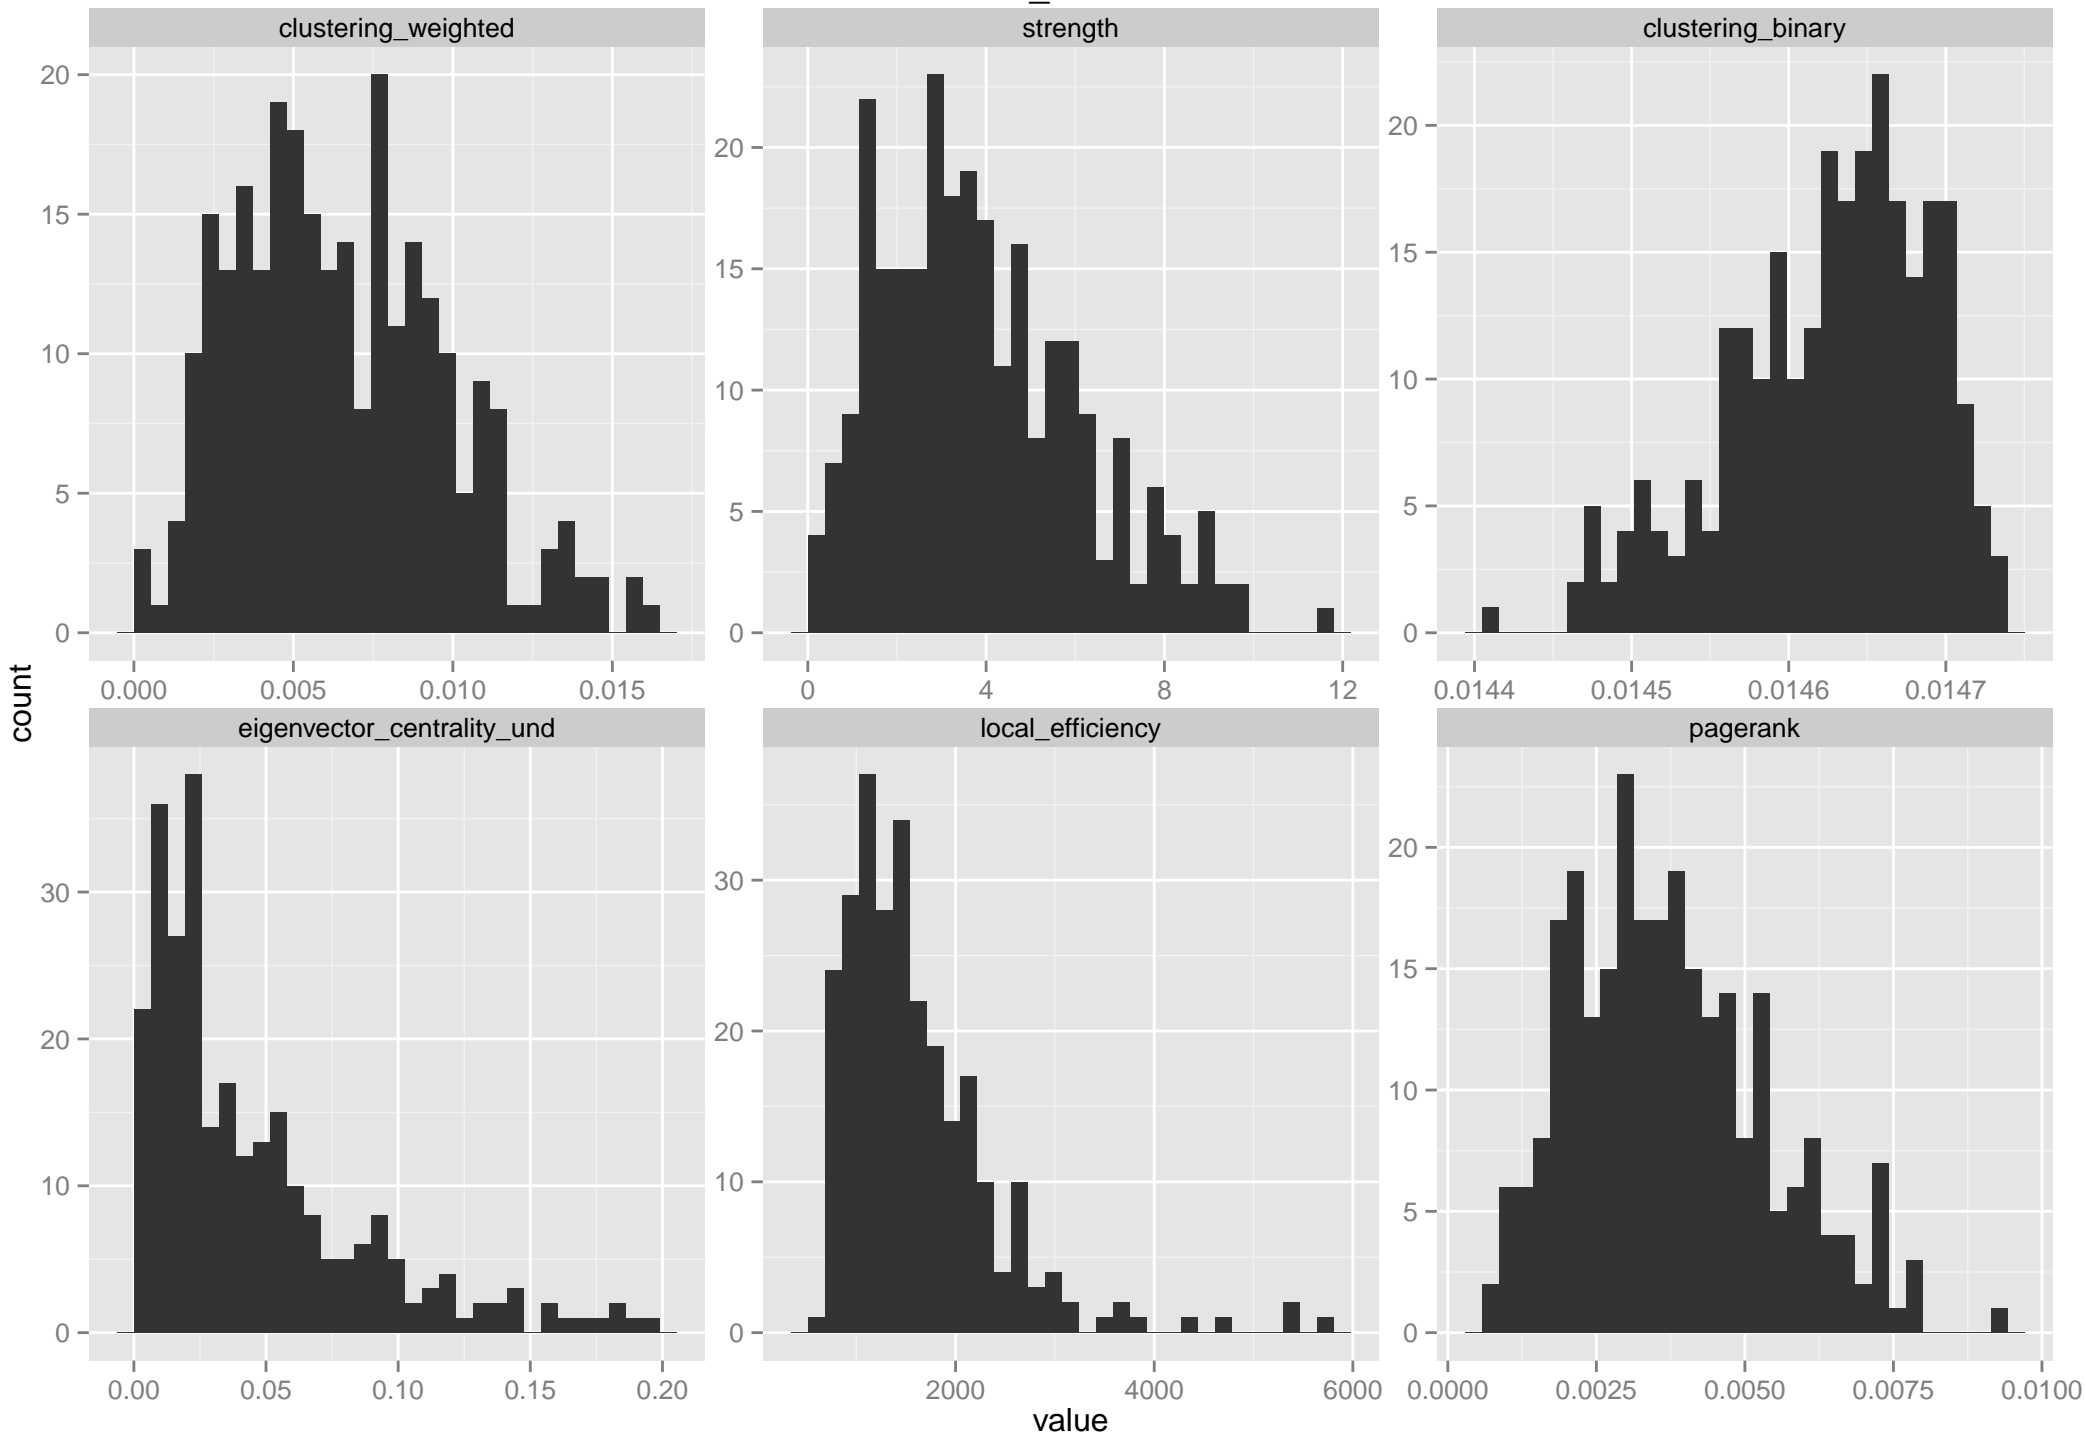 clustering_weighted strength clustering_binary
20
15
10
5
0
20
15
10
5
0
20
15
10
5
0
0.000 0.005 0.010 0.015
0 4 8 12
0.0144 0.0145 0.0146 0.0147
count
eigenvector_centrality_und local_efficiency pagerank
30
20
10
0
30
20
10
0
20
15
10
5
0
0.00 0.05 0.10 0.15 0.20
2000 4000 6000
0.0000 0.0025 0.0050 0.0075 0.0100
value